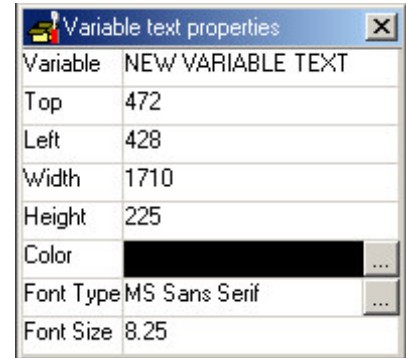 Variable text properties
Variable NEW VARIABLE TEXT
Top 472
Left 428
Width 1710
Height 225
Color ...
Font Type MS Sans Serif ...
Font Size 8.25